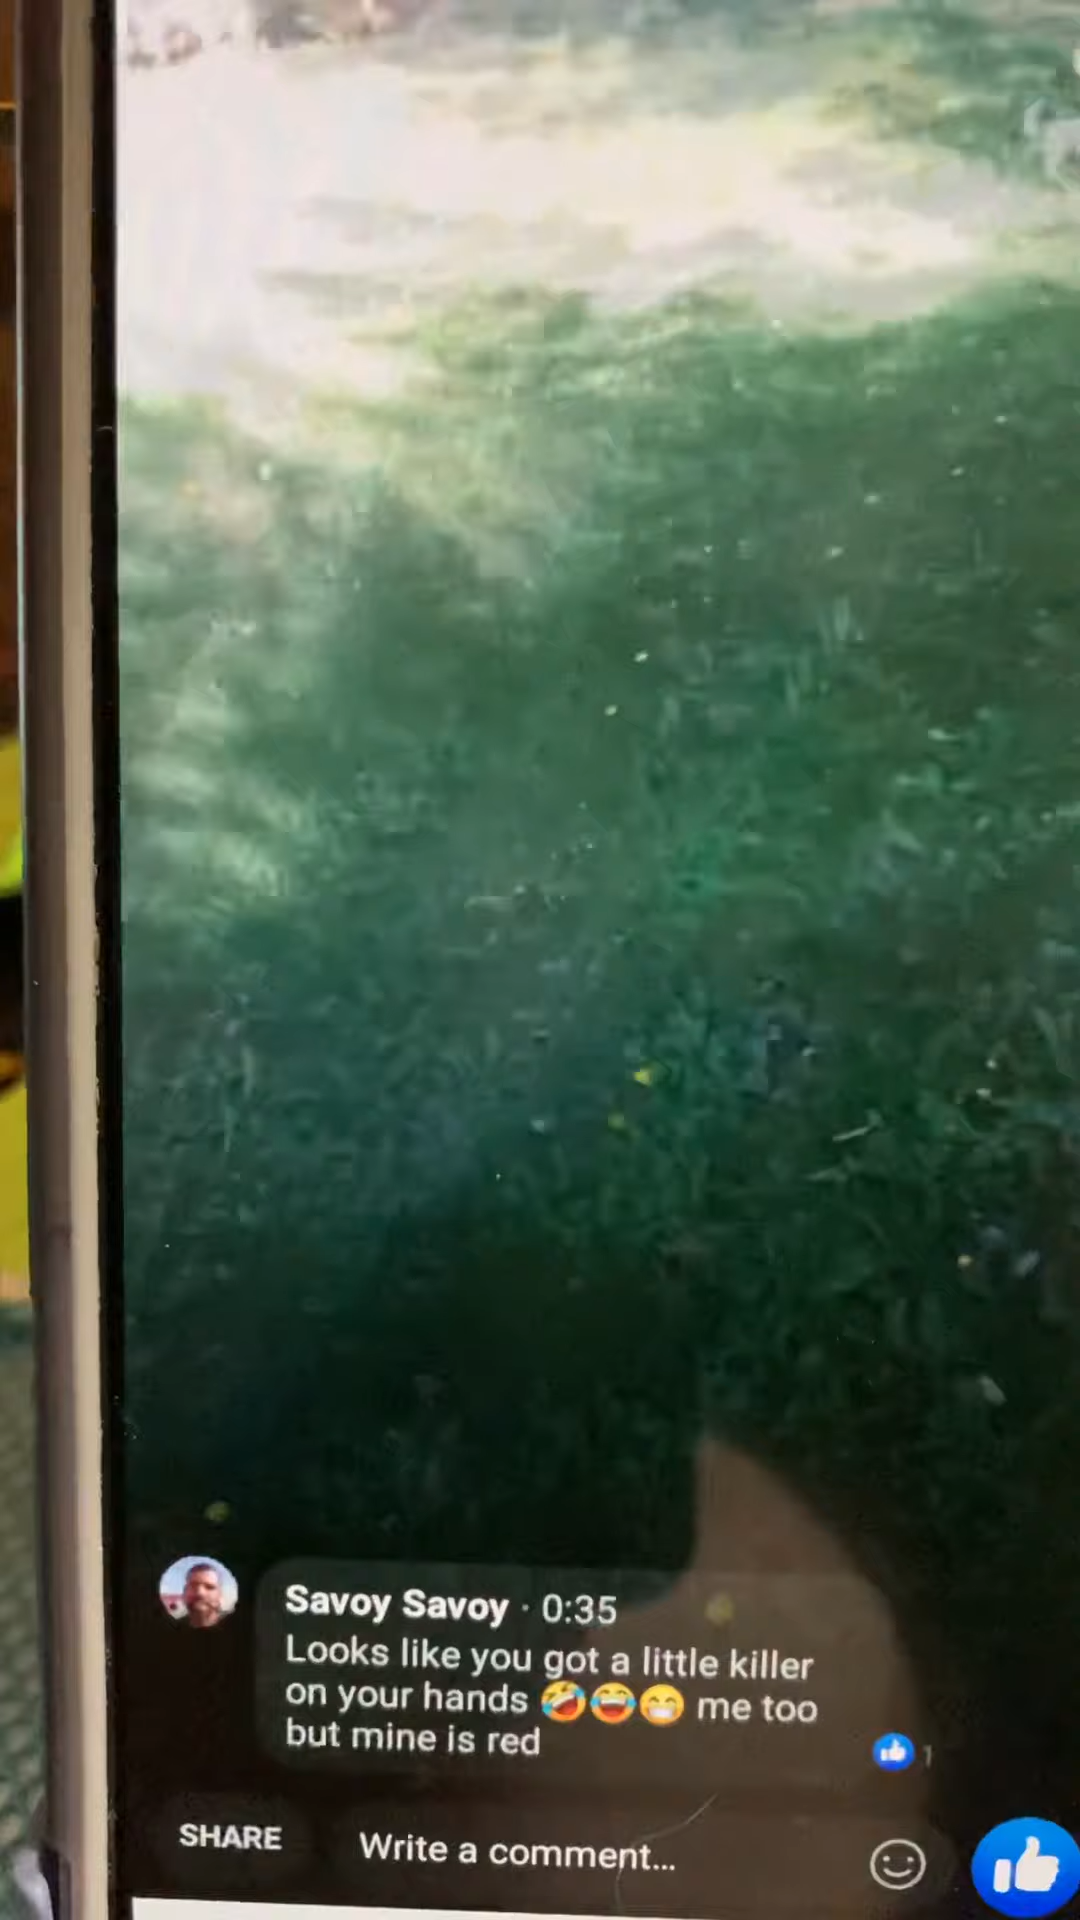 Savoy Savoy · 0:35
Looks like you got a little killer
on your hands 🤣😂😁 me too
but mine is red
1
SHARE
Write a comment...